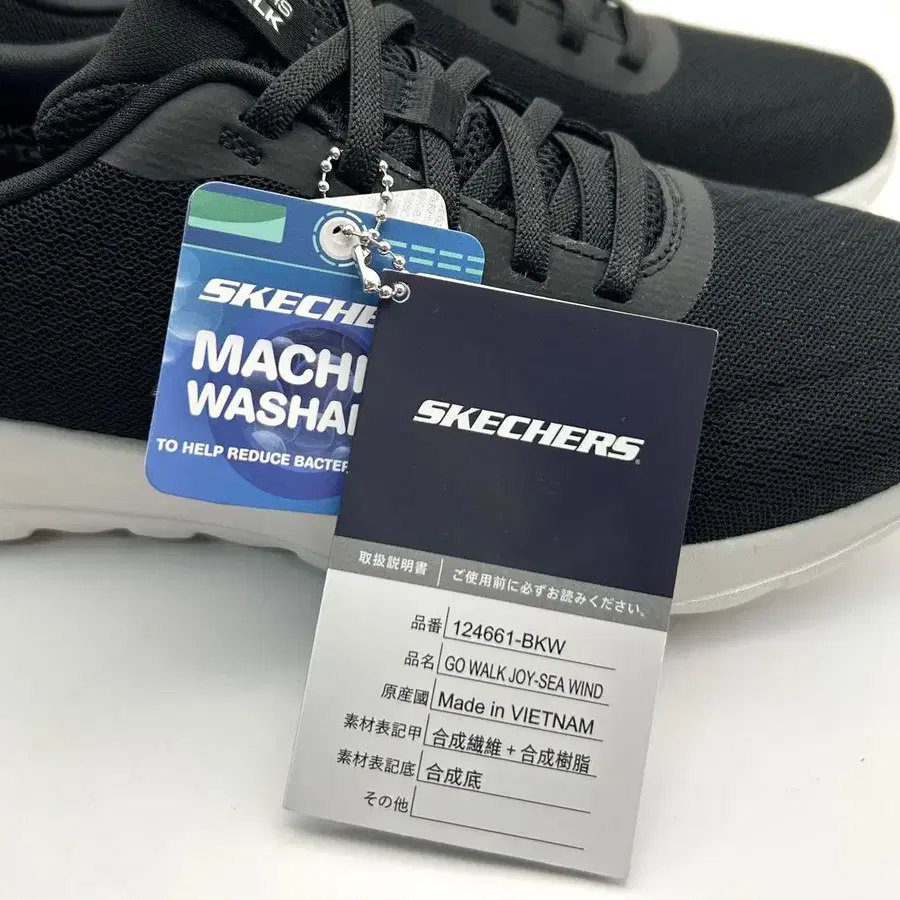 WALK
SKECHE
MACHI
WASHA
TO HELP REDUCE BACTE
SKECHERS
取扱説明書 ご使用前に必ずお読みください。
品番 124661-BKW
品名 GO WALK JOY-SEA WIND
原産國 Made in VIETNAM
素材表記甲 合成繊維+合成樹脂
素材表記底 合成底
その他